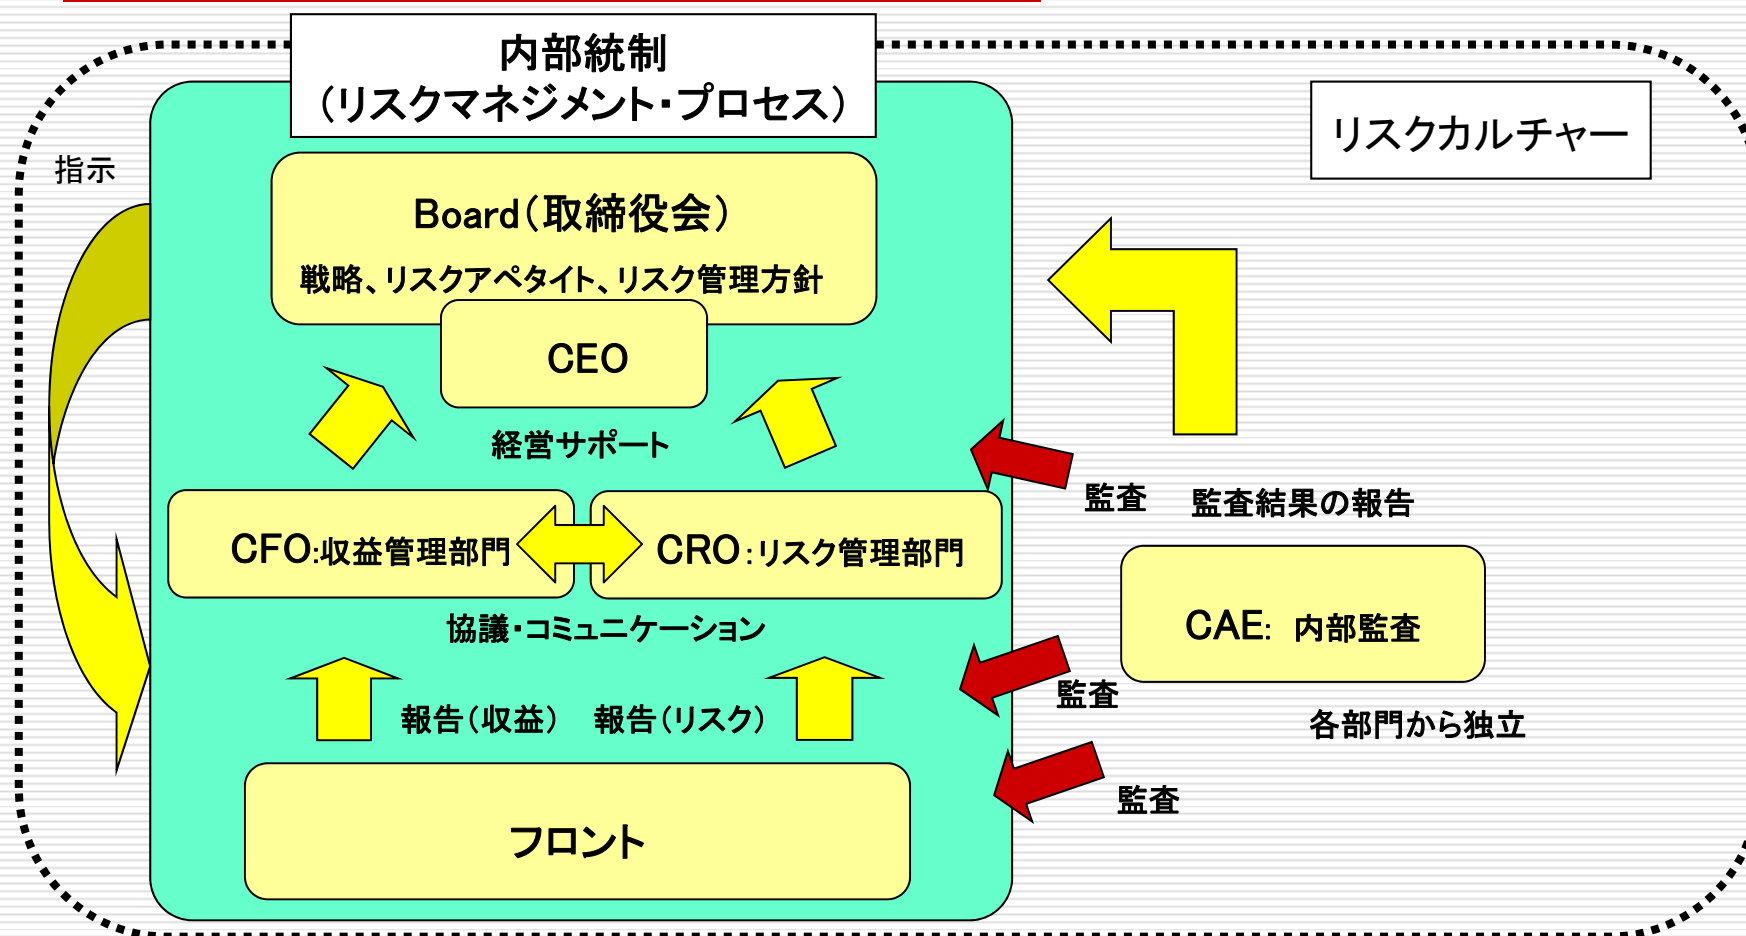 内部統制
(リスクマネジメント・プロセス)
リスクカルチャー
指示
Board(取締役会)
戦略、リスクアペタイト、リスク管理方針
CEO
経営サポート
監査
監査結果の報告
CFO:収益管理部門
CRO:リスク管理部門
CAE: 内部監査
協議・コミュニケーション
監査
報告(収益)
報告(リスク)
各部門から独立
監査
フロント